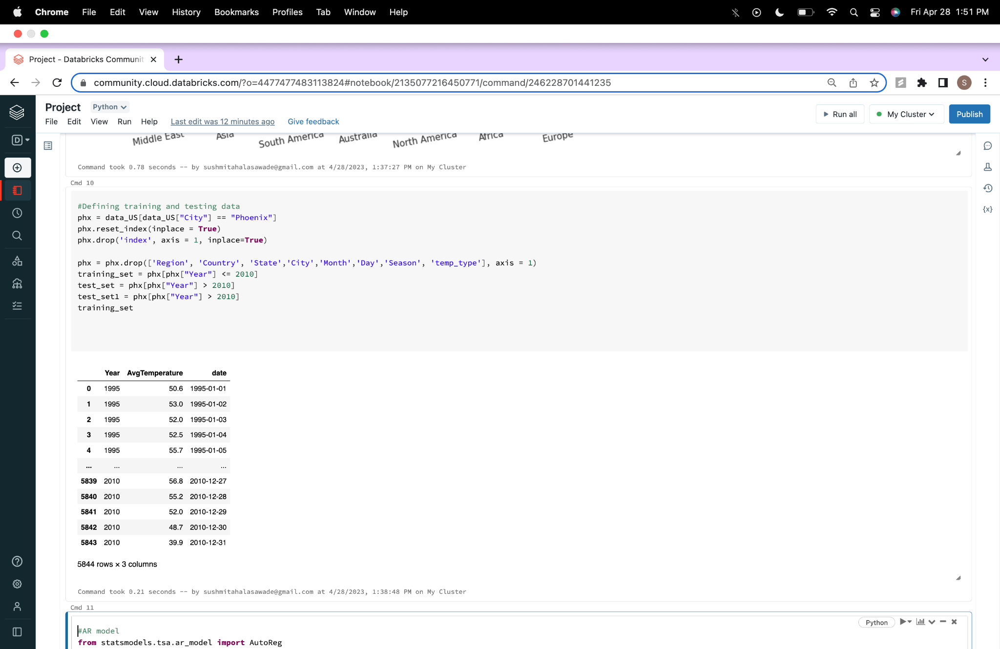 Chrome File Edit View History Bookmarks Profiles Tab Window Help Fri Apr 28 1:51 PM
Project - Databricks Communit
community.cloud.databricks.com/?o=4477477483113824#notebook/2135077216450771/command/246228701441235
S
D
Project Python
File Edit View Run Help Last edit was 12 minutes ago Give feedback
Run all My Cluster Publish
Middle East Asia South America Australia North America Africa Europe
Command took 0.78 seconds -- by sushmitahalasawade@gmail.com at 4/28/2023, 1:37:27 PM on My Cluster
Cmd 10
#Defining training and testing data
phx = data_US[data_US["City"] == "Phoenix"]
phx.reset_index(inplace = True)
phx.drop('index', axis = 1, inplace=True)
phx = phx.drop(['Region', 'Country', 'State','City','Month','Day','Season', 'temp_type'], axis = 1)
training_set = phx[phx["Year"] <= 2010]
test_set = phx[phx["Year"] > 2010]
test_set1 = phx[phx["Year"] > 2010]
training_set
Year AvgTemperature date
0 1995 50.6 1995-01-01
1 1995 53.0 1995-01-02
2 1995 52.0 1995-01-03
3 1995 52.5 1995-01-04
4 1995 55.7 1995-01-05
... ... ... ...
5839 2010 56.8 2010-12-27
5840 2010 55.2 2010-12-28
5841 2010 52.0 2010-12-29
5842 2010 48.7 2010-12-30
5843 2010 39.9 2010-12-31
5844 rows × 3 columns
Command took 0.21 seconds -- by sushmitahalasawade@gmail.com at 4/28/2023, 1:38:48 PM on My Cluster
Cmd 11
Python
#AR model
from statsmodels.tsa.ar_model import AutoReg
{x}